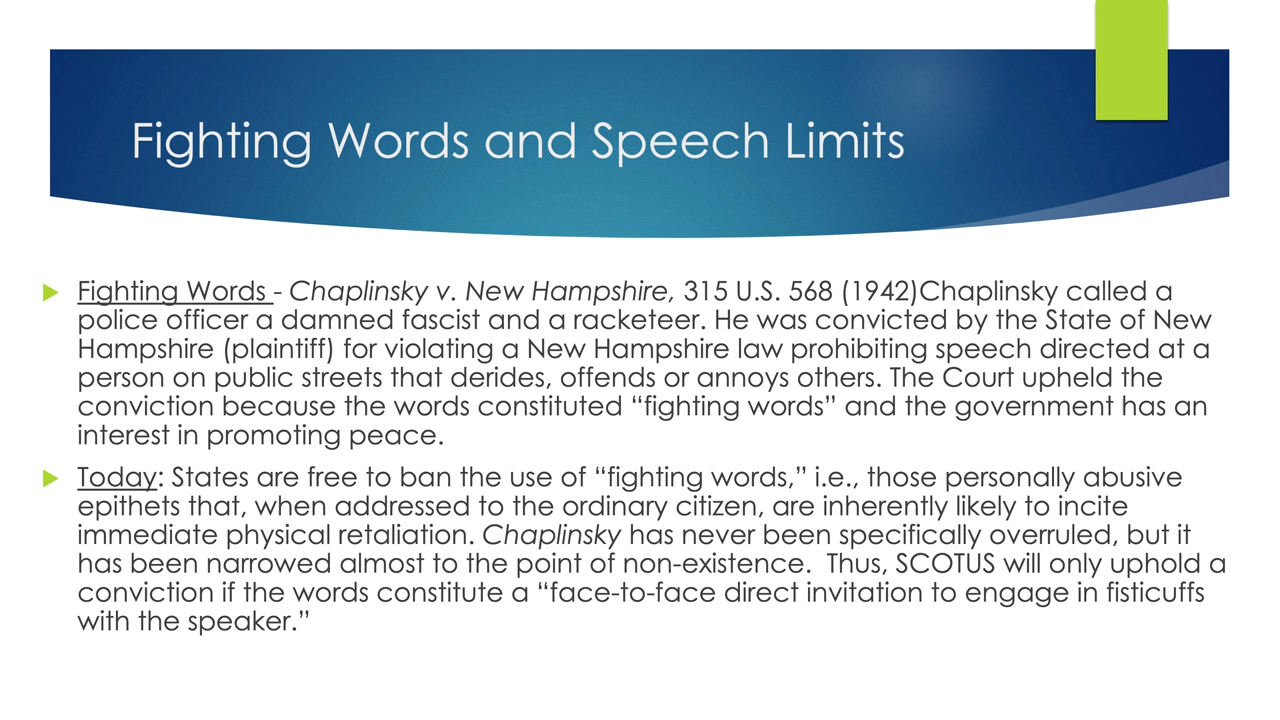 Fighting Words and Speech Limits
Fighting Words - Chaplinsky v. New Hampshire, 315 U.S. 568 (1942)Chaplinsky called a
police officer a damned fascist and a racketeer. He was convicted by the State of New
Hampshire (plaintiff) for violating a New Hampshire law prohibiting speech directed at a
person on public streets that derides, offends or annoys others. The Court upheld the
conviction because the words constituted “fighting words” and the government has an
interest in promoting peace.
Today: States are free to ban the use of “fighting words,” i.e., those personally abusive
epithets that, when addressed to the ordinary citizen, are inherently likely to incite
immediate physical retaliation. Chaplinsky has never been specifically overruled, but it
has been narrowed almost to the point of non-existence.  Thus, SCOTUS will only uphold a
conviction if the words constitute a “face-to-face direct invitation to engage in fisticuffs
with the speaker.”